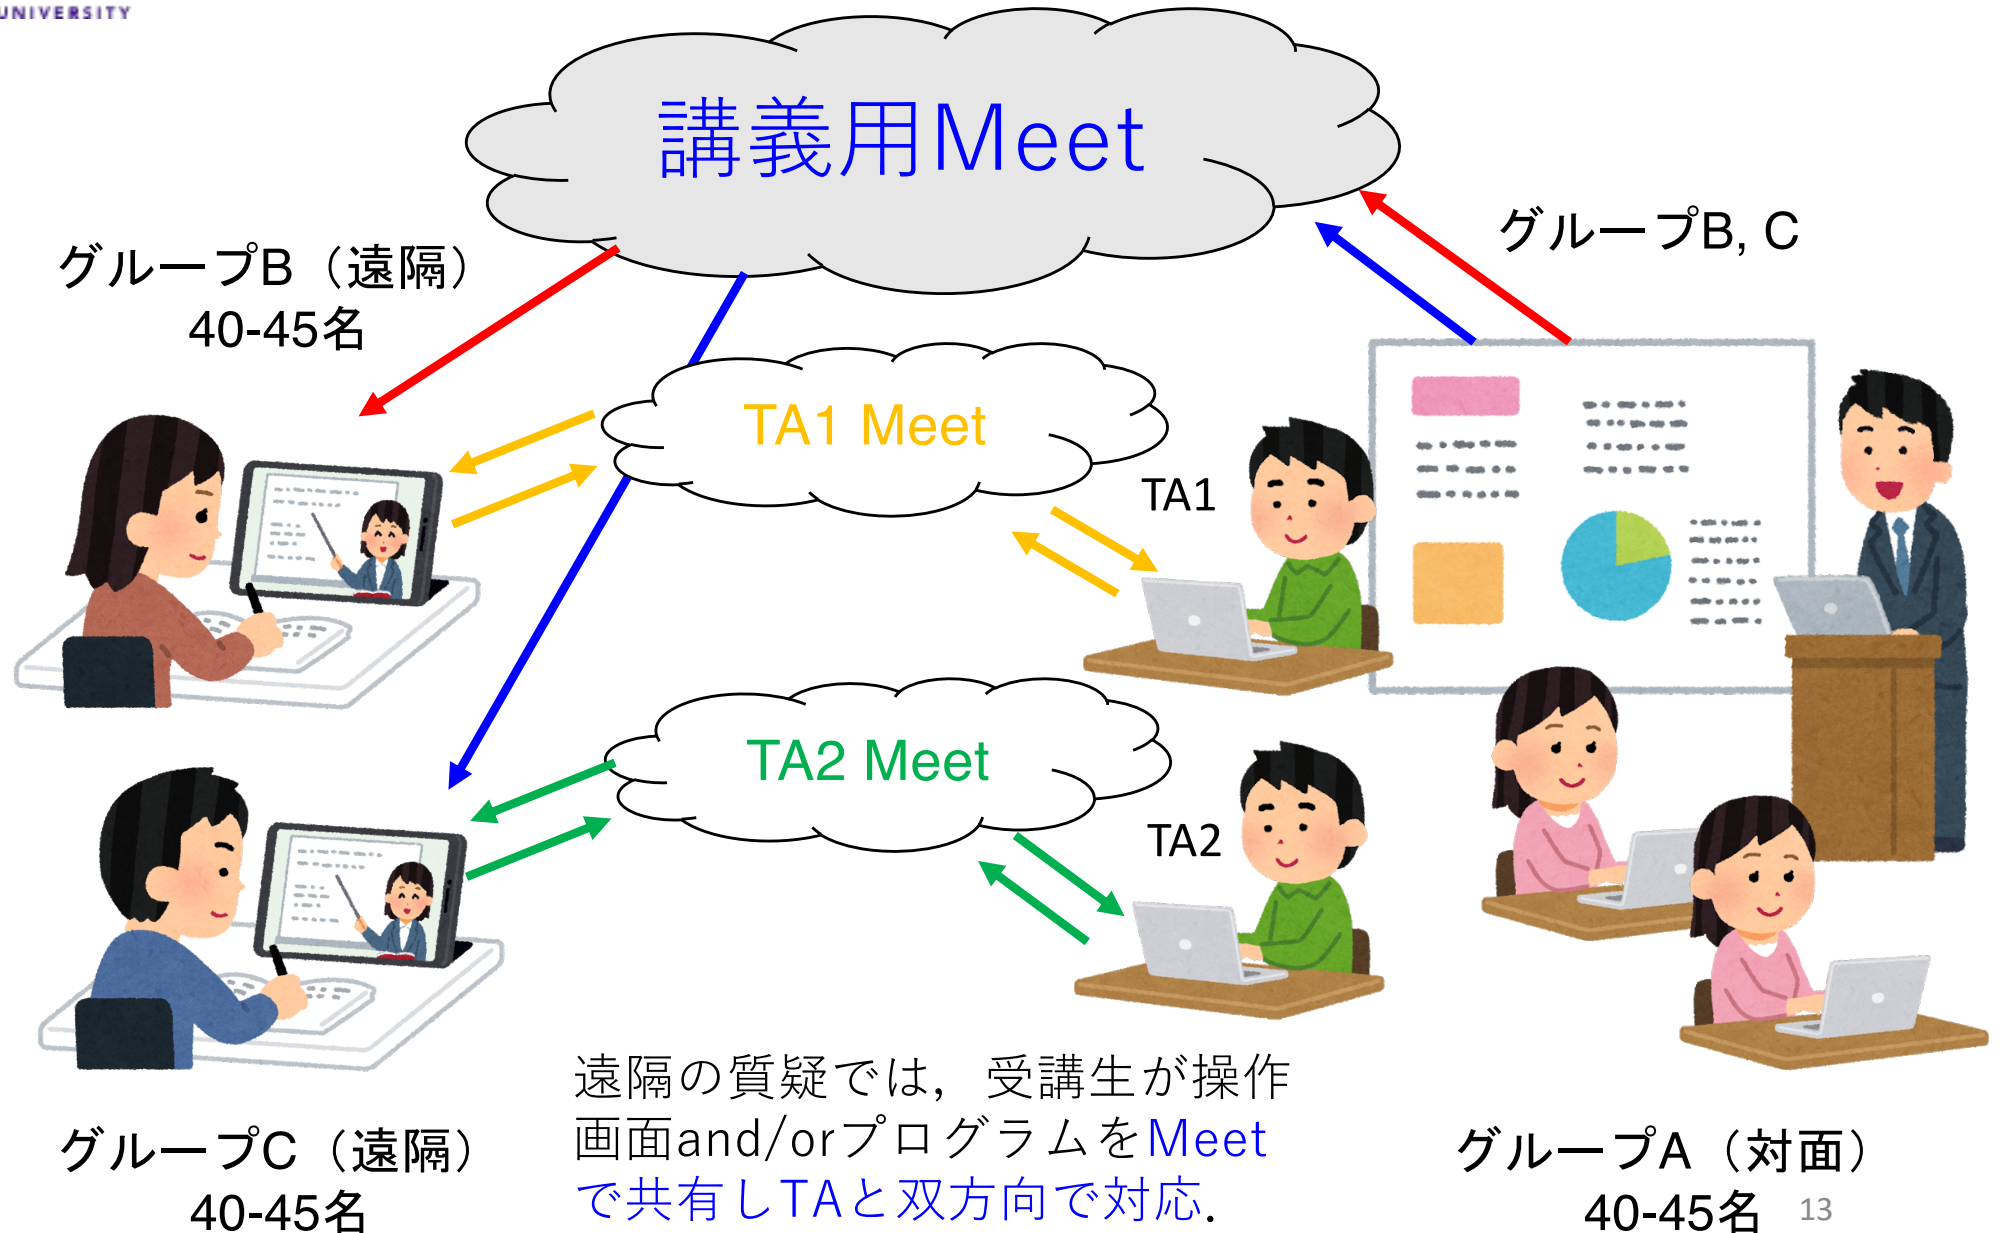 UNIVERSITY
講義用Meet
グループB（遠隔）
40-45名
グループB, C
TA1 Meet
TA1
TA2 Meet
TA2
遠隔の質疑では，受講生が操作
画面and/orプログラムをMeet
で共有しTAと双方向で対応．
グループC（遠隔）
40-45名
グループA（対面）
40-45名
13